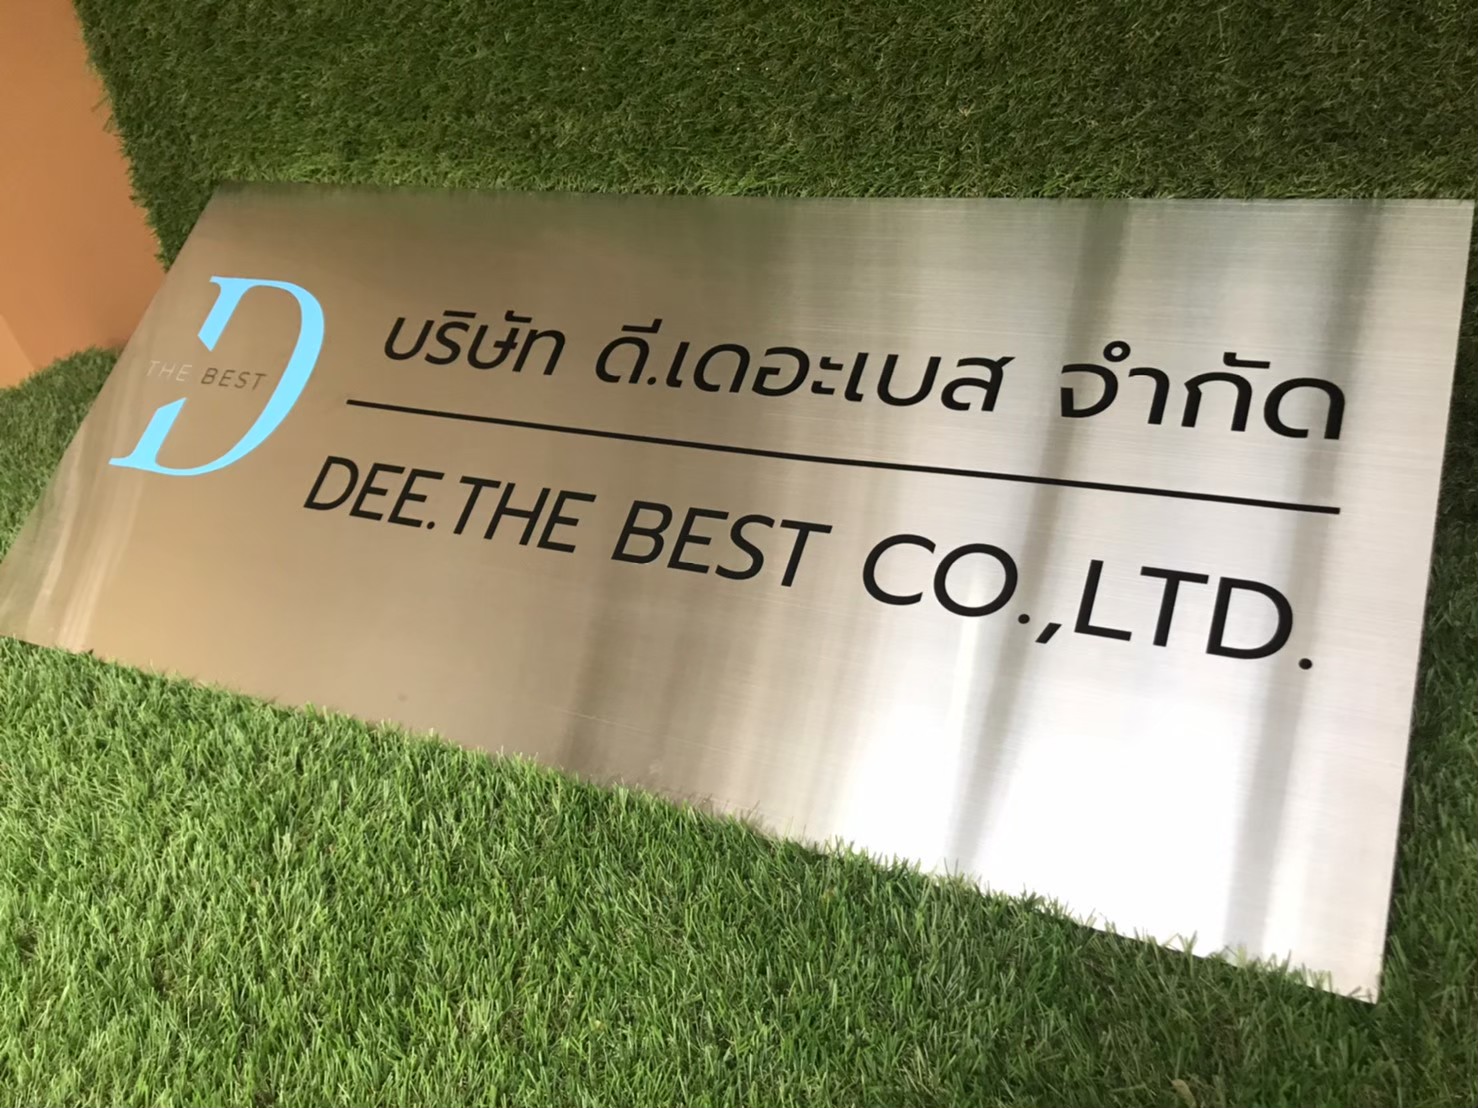 THE BEST
บริษัท ดี.เดอะเบส จำกัด
DEE.THE BEST CO.,LTD.